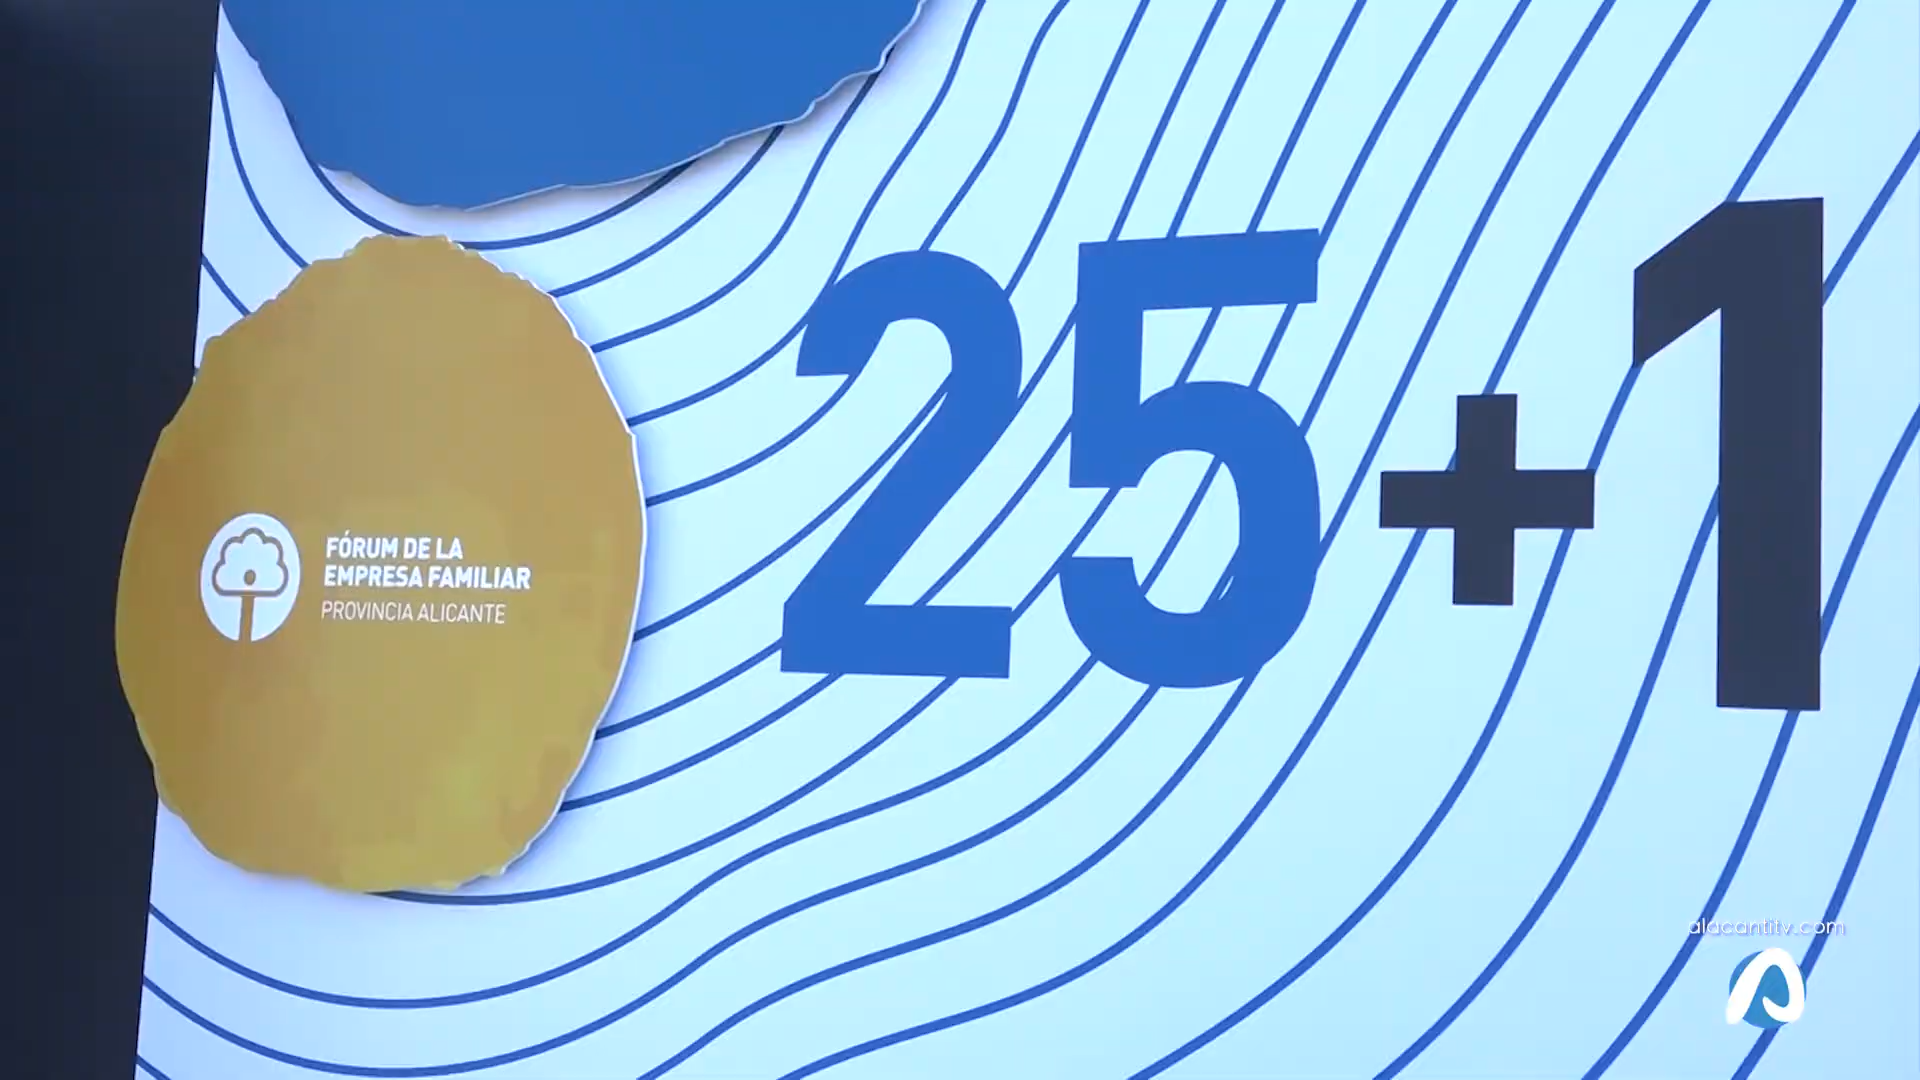 25+1
FÓRUM DE LA
EMPRESA FAMILIAR
PROVINCIA ALICANTE
alacantitv.com